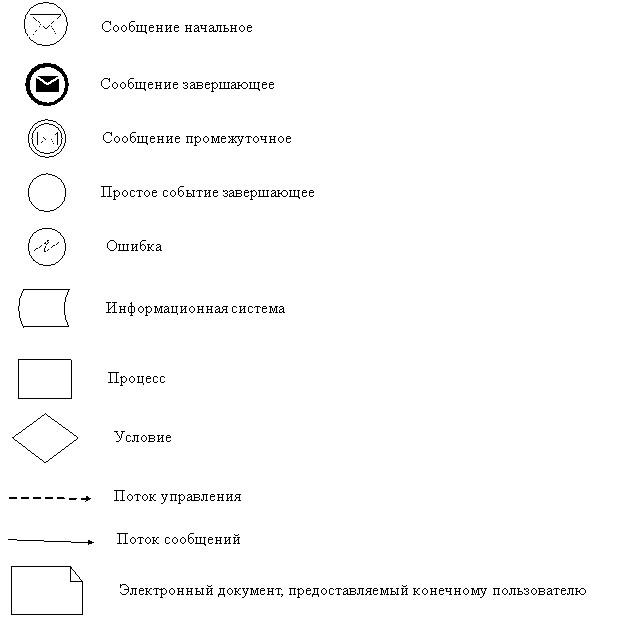 Сообщение начальное
Сообщение завершающее
Сообщение промежуточное
Простое событие завершающее
Ошибка
Информационная система
Процесс
Условие
Поток управления
Поток сообщений
Электронный документ, предоставляемый конечному пользователю